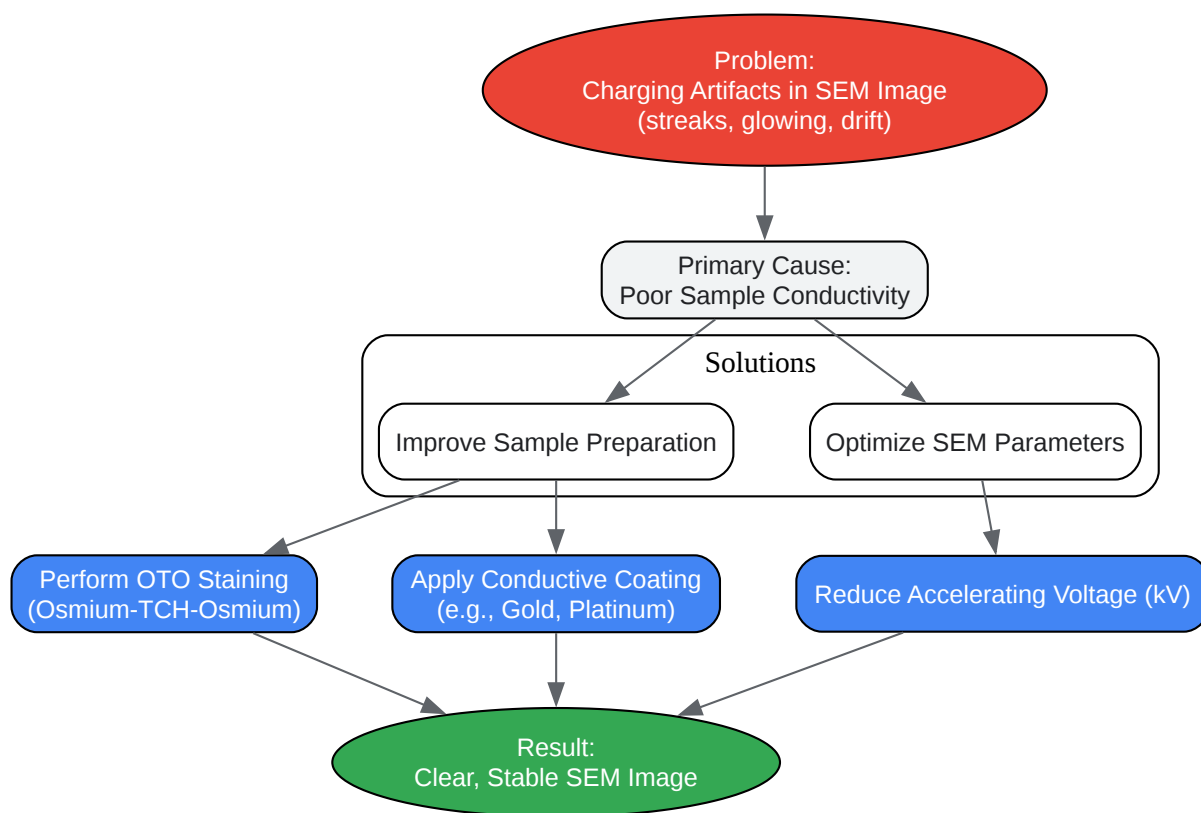 Problem:
Charging Artifacts in SEM Image
(streaks, glowing, drift)
Primary Cause:
Poor Sample Conductivity
Solutions
Improve Sample Preparation
Optimize SEM Parameters
Perform OTO Staining
(Osmium-TCH-Osmium)
Apply Conductive Coating
(e.g., Gold, Platinum)
Reduce Accelerating Voltage (kV)
Result:
Clear, Stable SEM Image